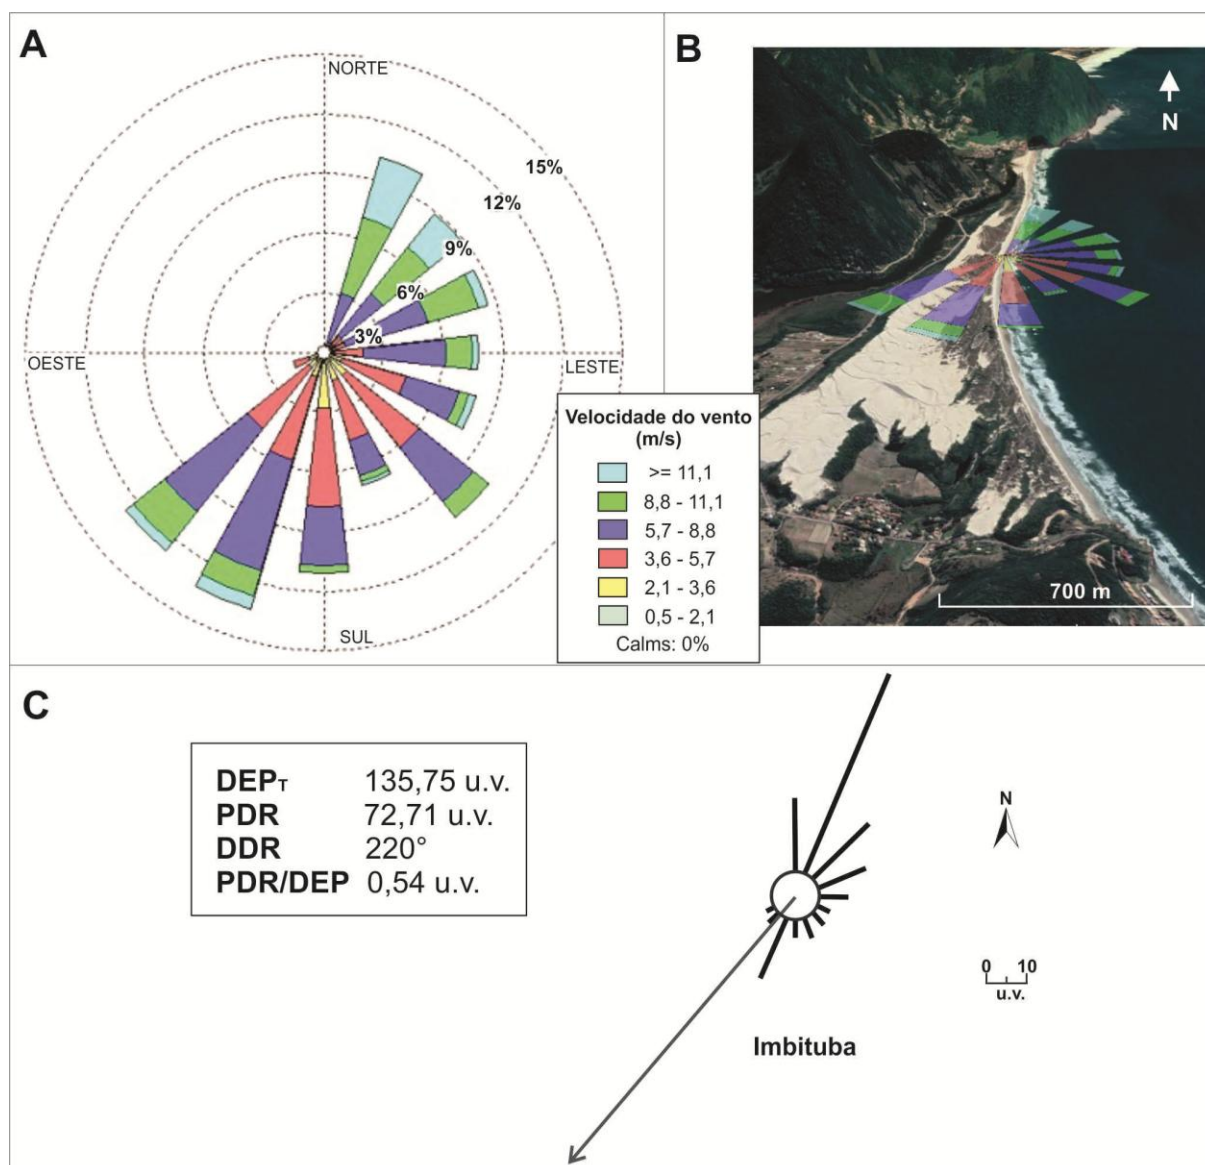 A
NORTE
15%
12%
9%
6%
3%
OESTE
LESTE
SUL
Velocidade do vento
(m/s)
>= 11,1
8,8 - 11,1
5,7 - 8,8
3,6 - 5,7
2,1 - 3,6
0,5 - 2,1
Calms: 0%
B
N
700 m
C
DEPT 135,75 u.v.
PDR 72,71 u.v.
DDR 220°
PDR/DEP 0,54 u.v.
N
0 10
u.v.
Imbituba